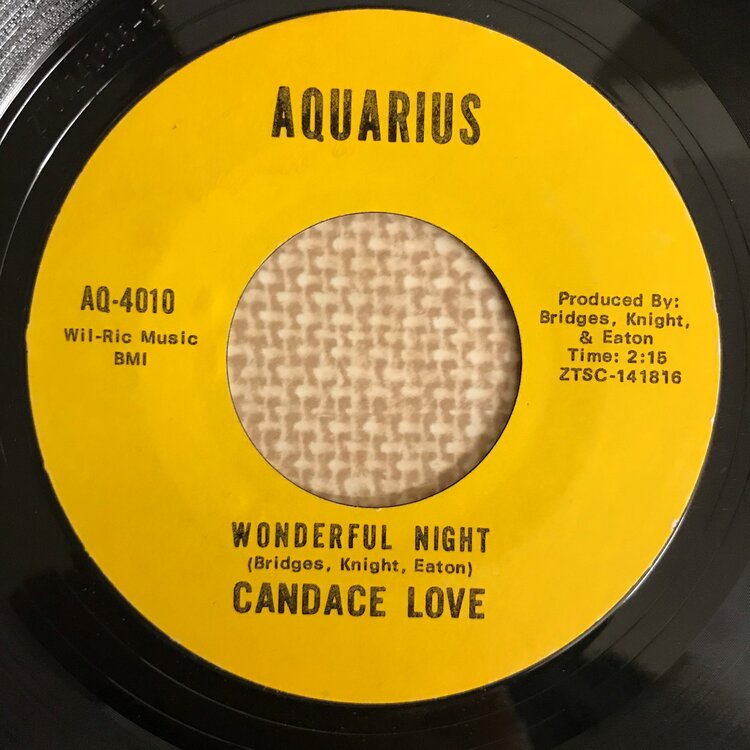 AQUARIUS
AQ-4010
Wil-Ric Music
BMI
Produced By:
Bridges, Knight,
& Eaton
Time: 2:15
ZTSC-141816
WONDERFUL NIGHT
(Bridges, Knight, Eaton)
CANDACE LOVE